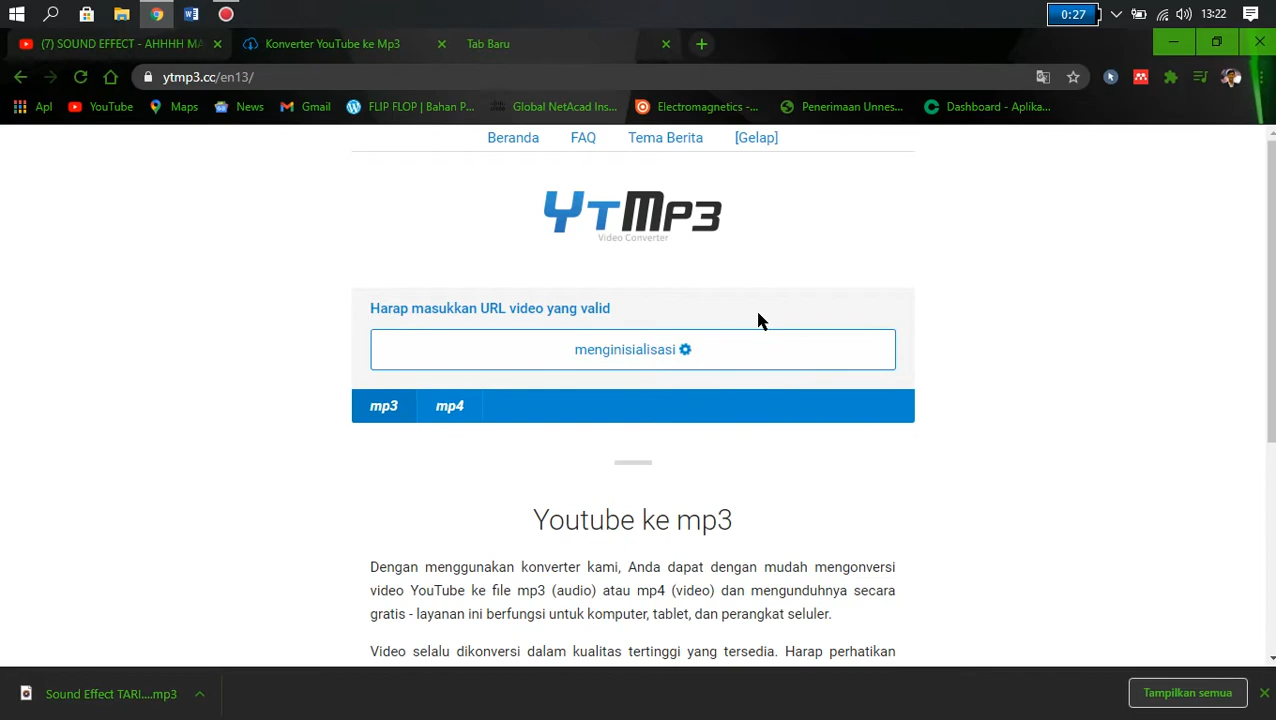 0:27
13:22
(7) SOUND EFFECT - AHHHH MA
Konverter YouTube ke Mp3
Tab Baru
ytmp3.cc/en13/
Apl
YouTube
Maps
News
Gmail
FLIP FLOP | Bahan P...
Global NetAcad Ins...
Electromagnetics -...
Penerimaan Unnes...
Dashboard - Aplika...
Beranda
FAQ
Tema Berita
[Gelap]
YTMP3
Video Converter
Harap masukkan URL video yang valid
menginisialisasi
mp3
mp4
Youtube ke mp3
Dengan menggunakan konverter kami, Anda dapat dengan mudah mengonversi
video YouTube ke file mp3 (audio) atau mp4 (video) dan mengunduhnya secara
gratis - layanan ini berfungsi untuk komputer, tablet, dan perangkat seluler.
Video selalu dikonversi dalam kualitas tertinggi yang tersedia. Harap perhatikan
Sound Effect TARI....mp3
Tampilkan semua